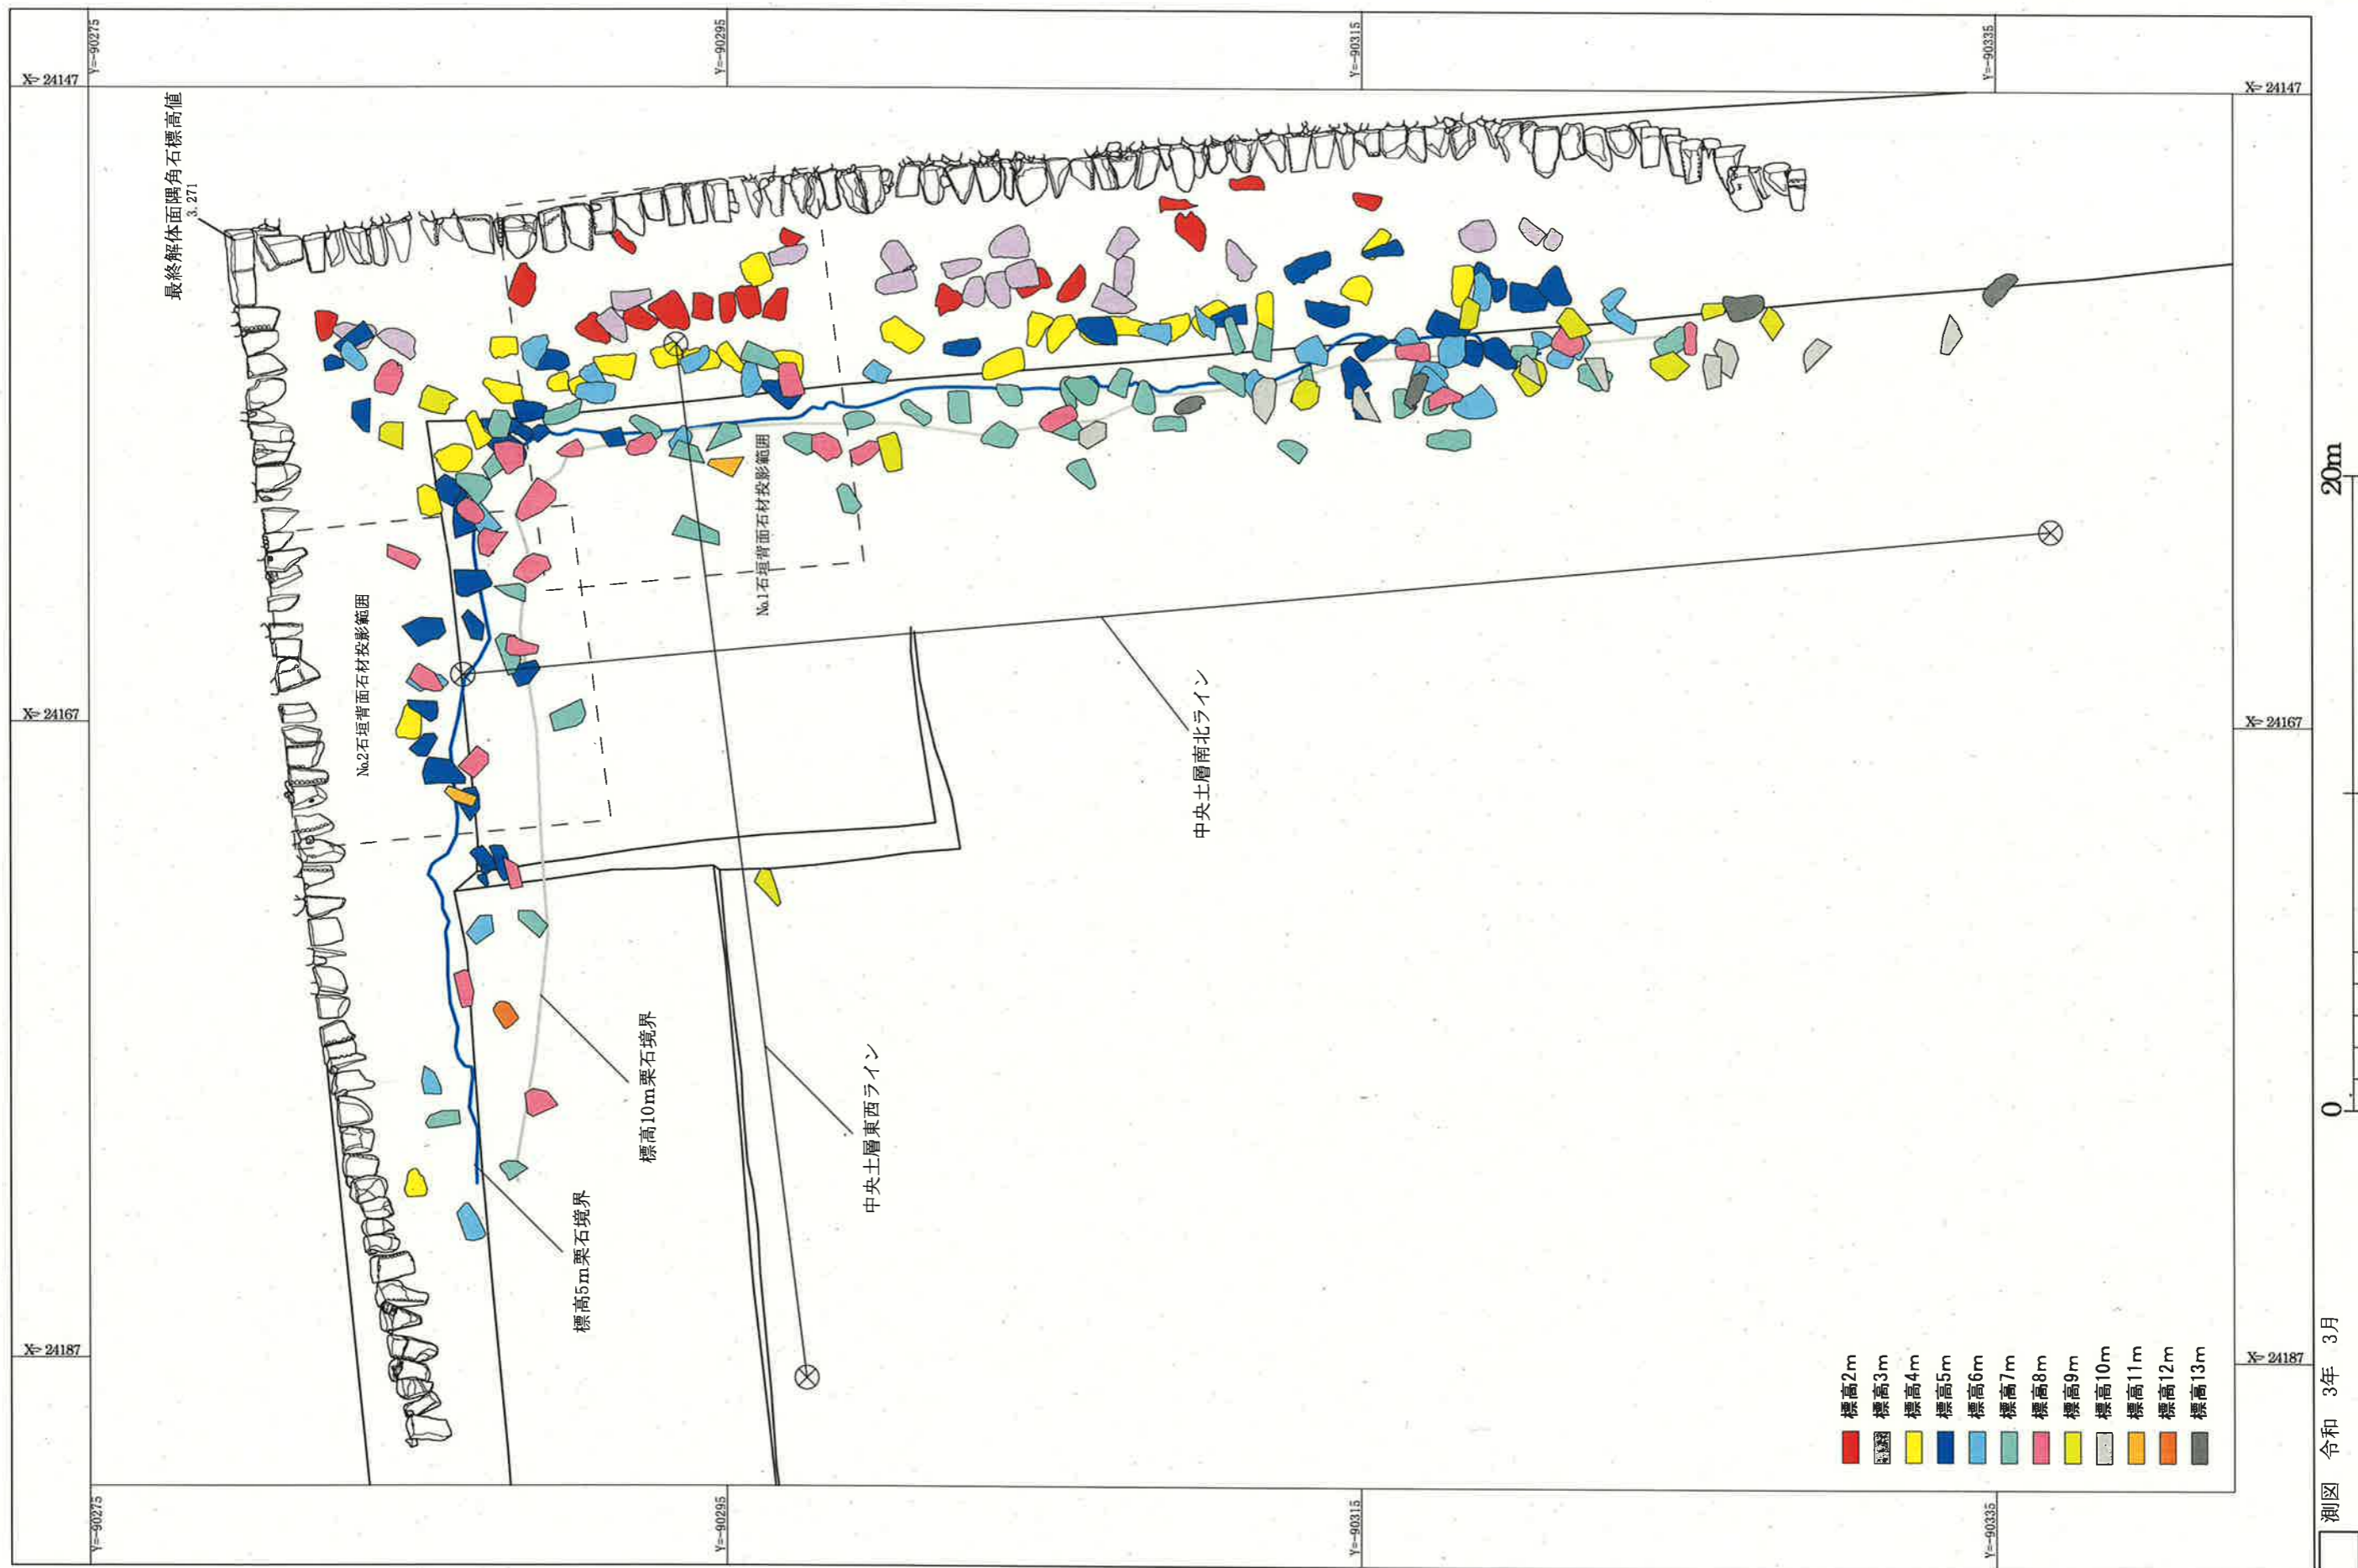 Y=-90275
Y=-90295
Y=-90315
Y=-90335
X=-24147
X=-24147
最終解体面隅角石標高値
3.271
No.1石垣背面石材投影範囲
No.2石垣背面石材投影範囲
20m
中央土層南北ライン
X=-24167
X=-24167
標高10m栗石境界
中央土層東西ライン
標高5m栗石境界
0
X=-24187
X=-24187
標高2m
標高3m
標高4m
標高5m
標高6m
標高7m
標高8m
標高9m
標高10m
標高11m
標高12m
標高13m
測図 令和 3年 3月
Y=-90275
Y=-90295
Y=-90315
Y=-90335